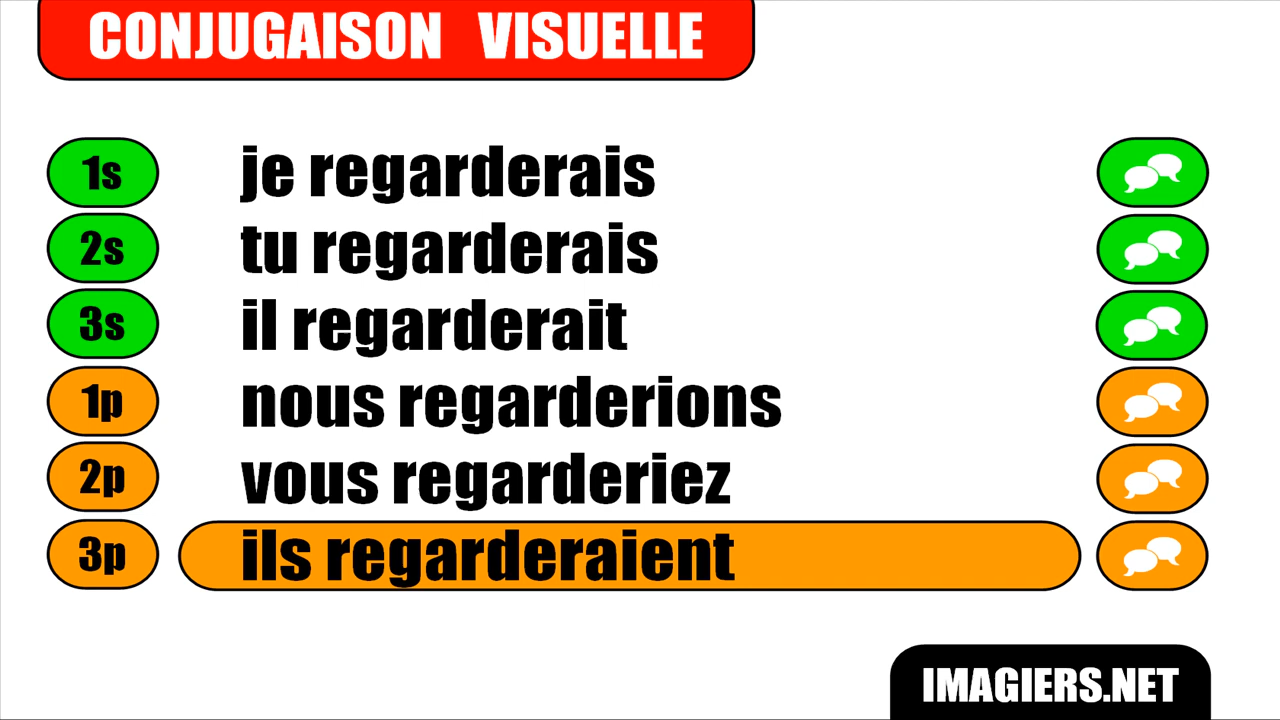 CONJUGAISON VISUELLE
1s je regarderais
2s tu regarderais
3s il regarderait
1p nous regarderions
2p vous regarderiez
3p ils regarderaient
IMAGIERS.NET